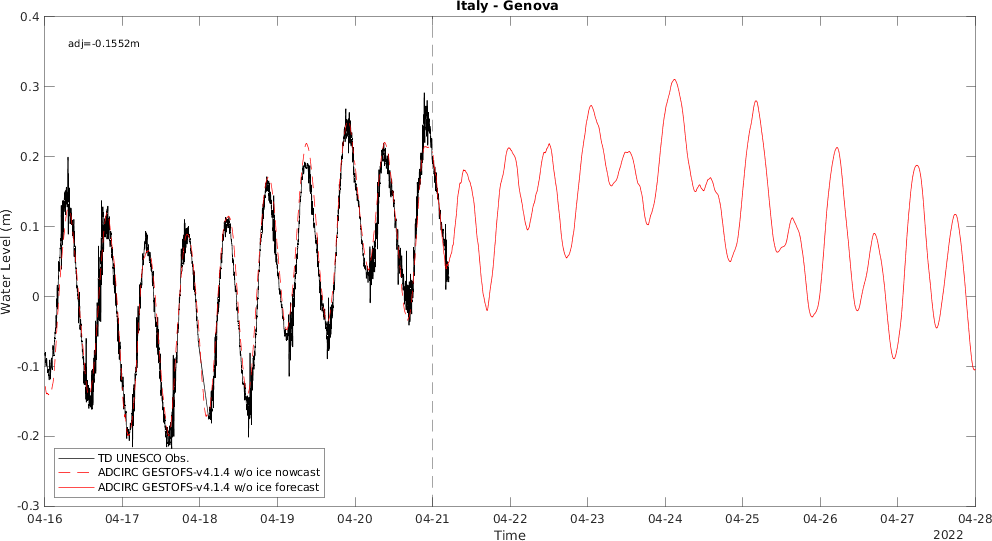 Italy - Genova
adj=-0.1552m
0.4
0.3
0.2
0.1
0
-0.1
-0.2
-0.3
Water Level (m)
TD UNESCO Obs.
ADCIRC GESTOFS-v4.1.4 w/o ice nowcast
ADCIRC GESTOFS-v4.1.4 w/o ice forecast
04-16 04-17 04-18 04-19 04-20 04-21 04-22 04-23 04-24 04-25 04-26 04-27 04-28
Time
2022